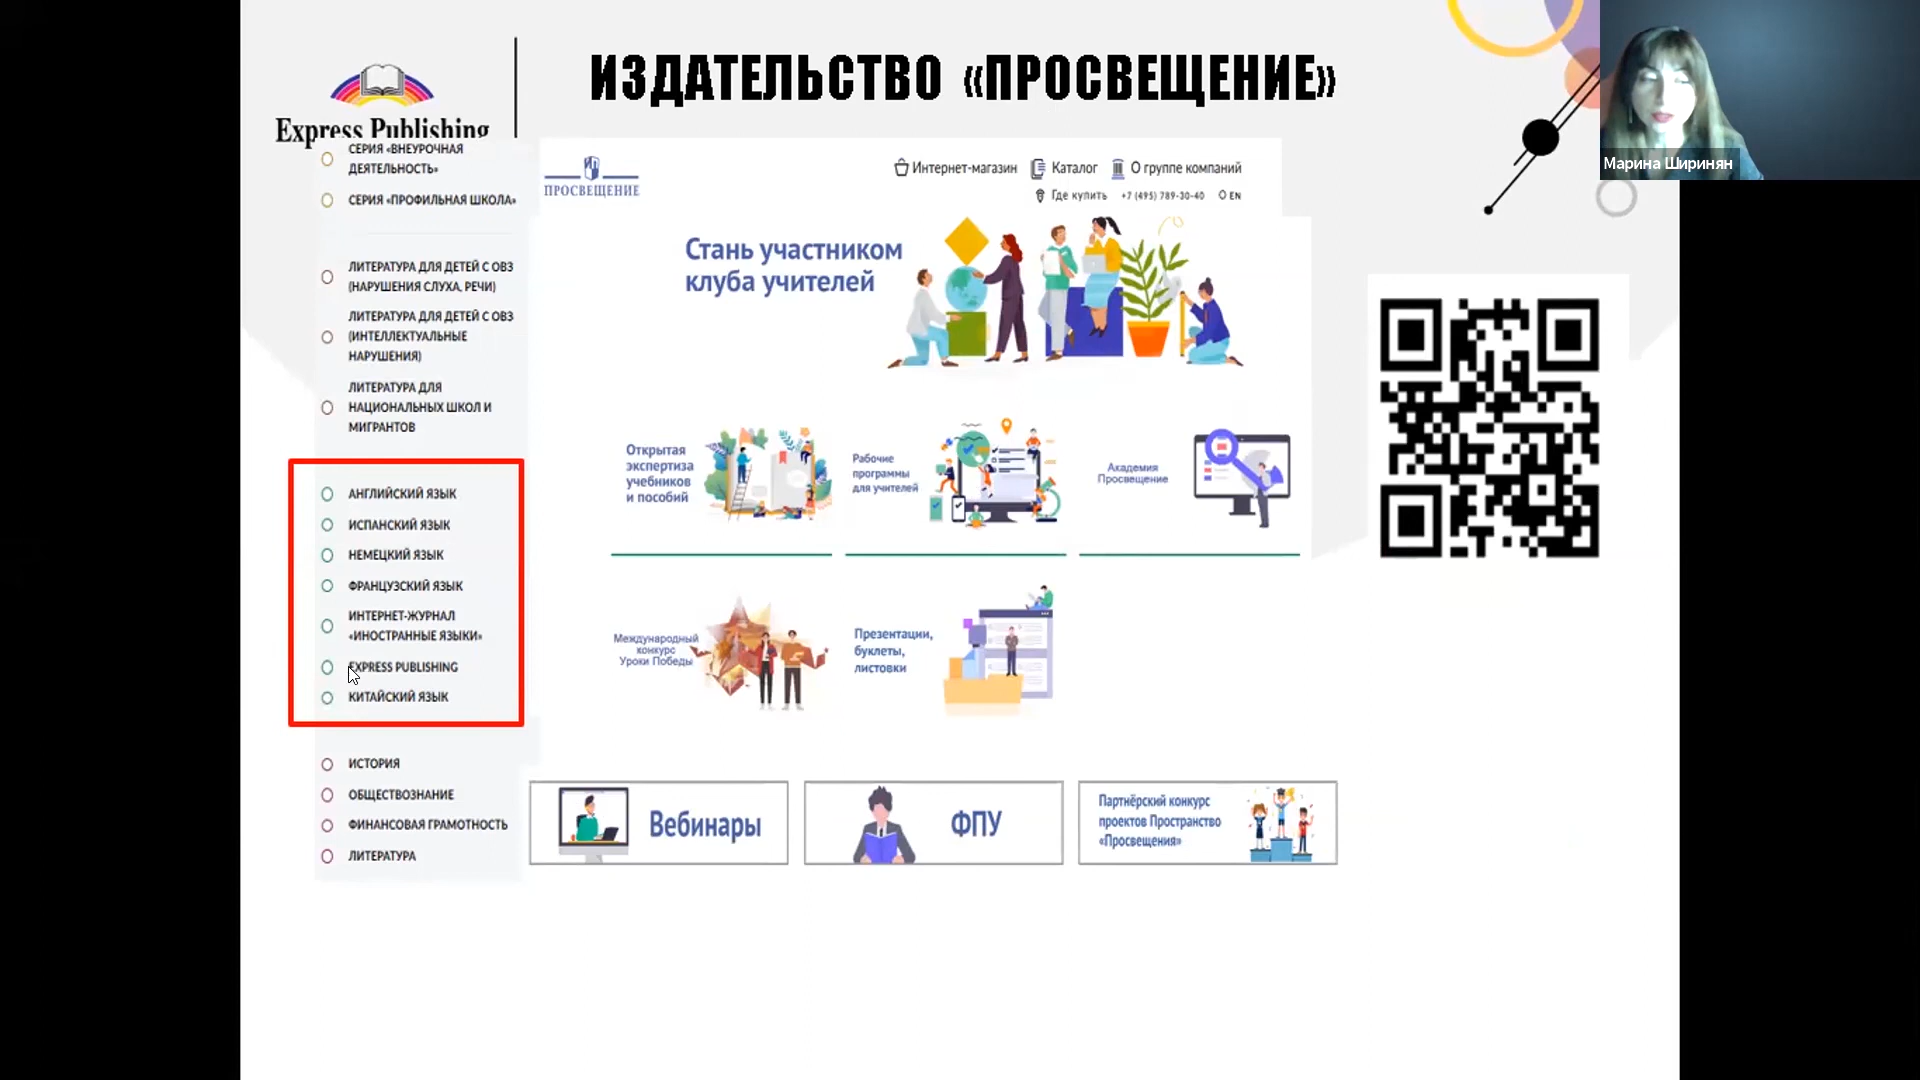 ИЗДАТЕЛЬСТВО «ПРОСВЕЩЕНИЕ»
Express Publishing
Марина Ширинян
СЕРИЯ «ВНЕУРОЧНАЯ
ДЕЯТЕЛЬНОСТЬ»
СЕРИЯ «ПРОФИЛЬНАЯ ШКОЛА»
ЛИТЕРАТУРА ДЛЯ ДЕТЕЙ С ОВЗ
(НАРУШЕНИЯ СЛУХА, РЕЧИ)
ЛИТЕРАТУРА ДЛЯ ДЕТЕЙ С ОВЗ
(ИНТЕЛЛЕКТУАЛЬНЫЕ
НАРУШЕНИЯ)
ЛИТЕРАТУРА ДЛЯ
НАЦИОНАЛЬНЫХ ШКОЛ И
МИГРАНТОВ
АНГЛИЙСКИЙ ЯЗЫК
ИСПАНСКИЙ ЯЗЫК
НЕМЕЦКИЙ ЯЗЫК
ФРАНЦУЗСКИЙ ЯЗЫК
ИНТЕРНЕТ-ЖУРНАЛ
«ИНОСТРАННЫЕ ЯЗЫКИ»
EXPRESS PUBLISHING
КИТАЙСКИЙ ЯЗЫК
ИСТОРИЯ
ОБЩЕСТВОЗНАНИЕ
ФИНАНСОВАЯ ГРАМОТНОСТЬ
ЛИТЕРАТУРА
ПРОСВЕЩЕНИЕ
Интернет-магазин Каталог О группе компаний
Где купить +7 (495) 789-30-40 EN
Стань участником
клуба учителей
Открытая
экспертиза
учебников
и пособий
Рабочие
программы
для учителей
Академия
Просвещение
Международный
конкурс
Уроки Победы
Презентации,
буклеты,
листовки
Вебинары
ФПУ
Партнёрский конкурс
проектов Пространство
«Просвещения»